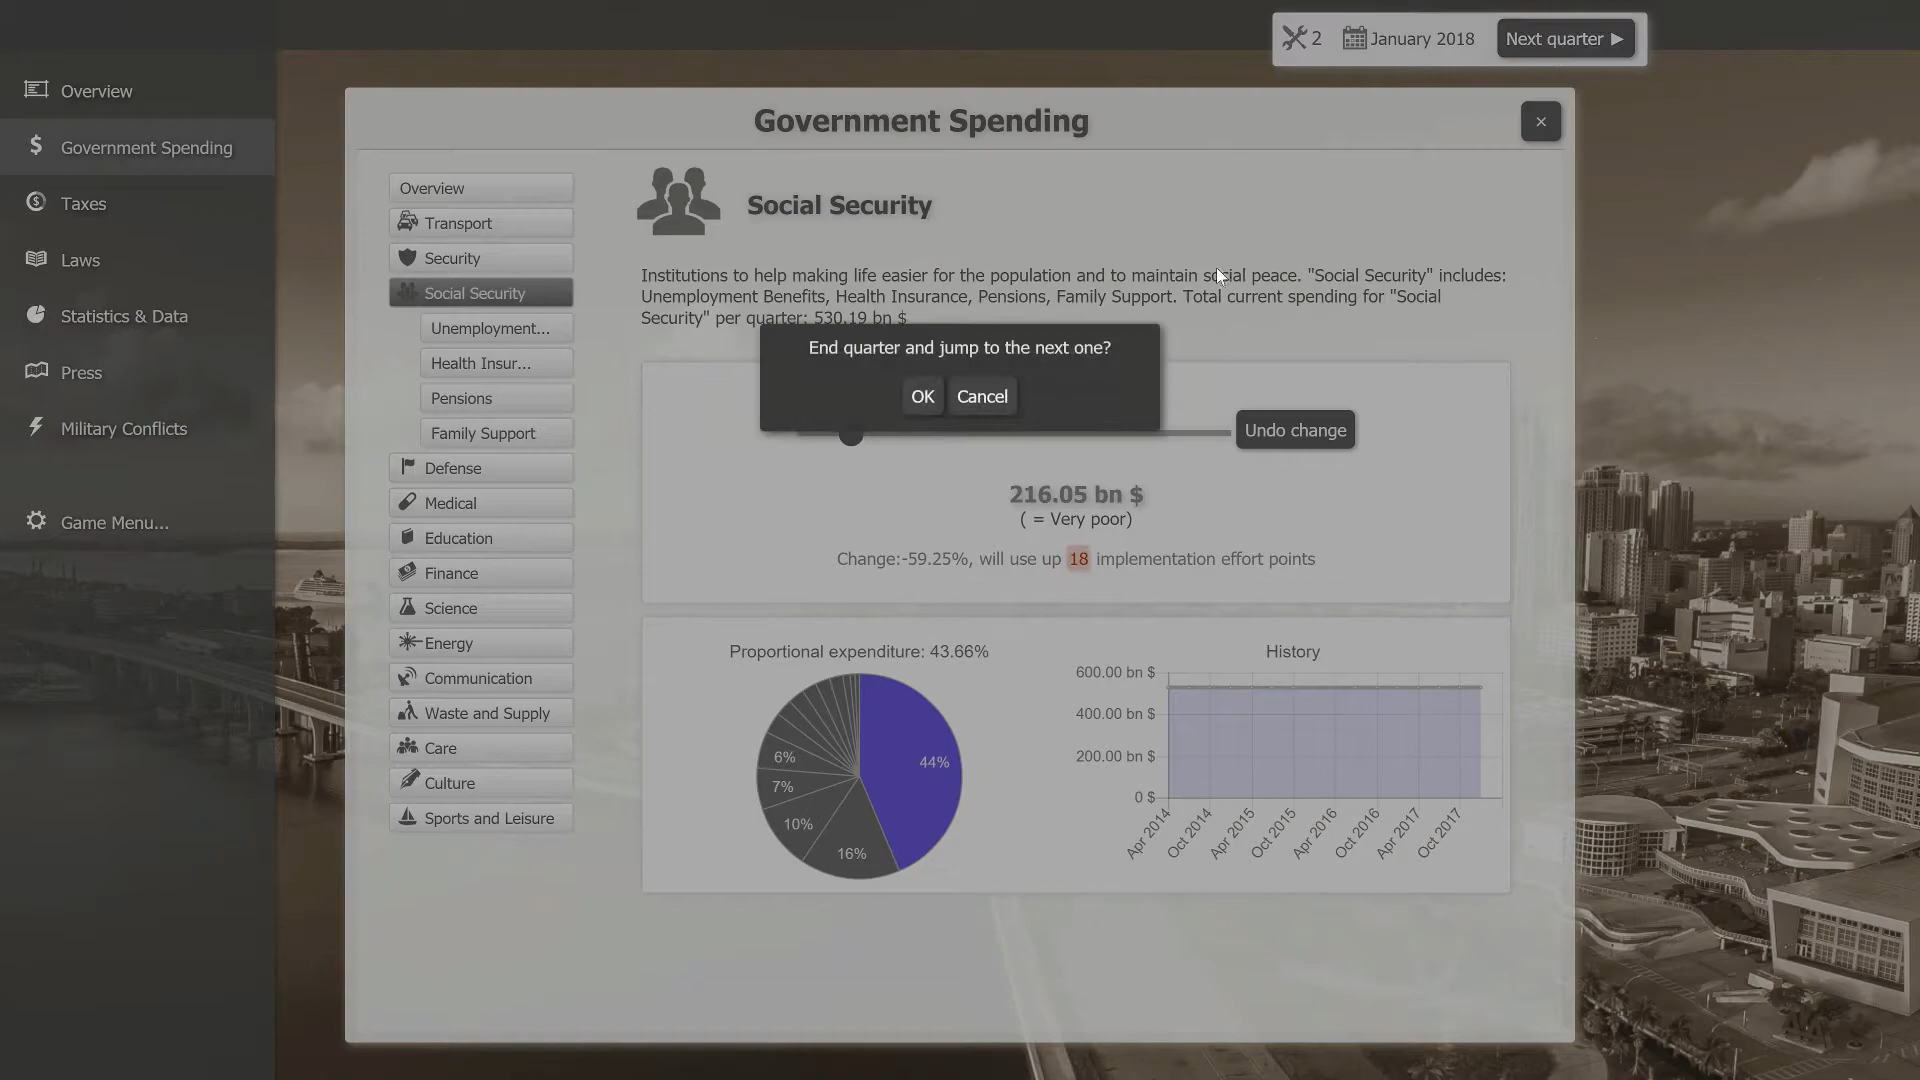 2
January 2018
Next quarter ▶
Overview
Government Spending
Taxes
Laws
Statistics & Data
Press
Military Conflicts
Game Menu...
Government Spending
×
Overview
Transport
Security
Social Security
Unemployment...
Health Insur...
Pensions
Family Support
Defense
Medical
Education
Finance
Science
Energy
Communication
Waste and Supply
Care
Culture
Sports and Leisure
Social Security
Institutions to help making life easier for the population and to maintain social peace. "Social Security" includes:
Unemployment Benefits, Health Insurance, Pensions, Family Support. Total current spending for "Social
Security" per quarter: 530.19 bn $
End quarter and jump to the next one?
OK
Cancel
Undo change
216.05 bn $
( = Very poor)
Change:-59.25%, will use up 18 implementation effort points
Proportional expenditure: 43.66%
44%
6%
7%
10%
16%
History
600.00 bn $
400.00 bn $
200.00 bn $
0 $
Apr 2014
Oct 2014
Apr 2015
Oct 2015
Apr 2016
Oct 2016
Apr 2017
Oct 2017